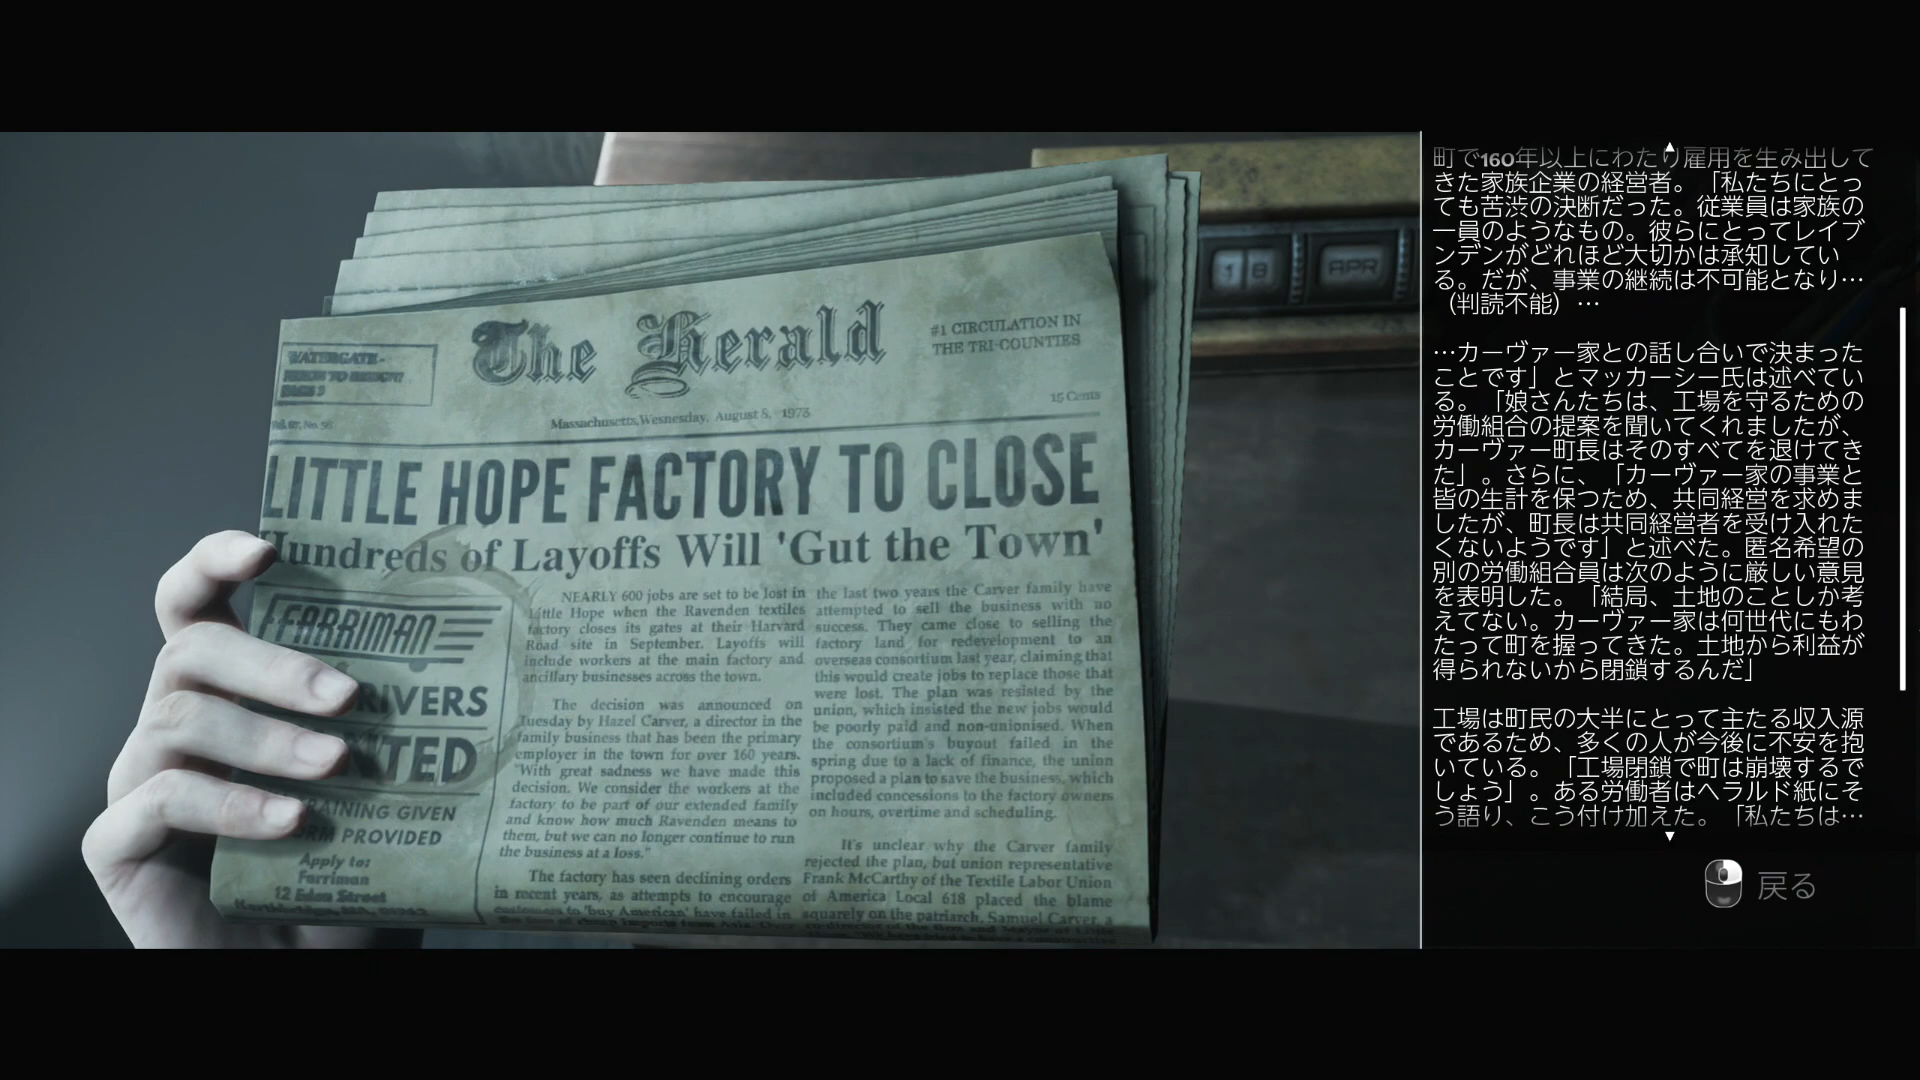 The Herald
#1 CIRCULATION IN
THE TRI-COUNTIES
WATERGATE -
PAGE 3
15 Cents
Massachusetts, Wesnesday, August 8, 1973
LITTLE HOPE FACTORY TO CLOSE
Hundreds of Layoffs Will 'Gut the Town'
FARRIMAN
RIVERS
NTED
RAINING GIVEN
RM PROVIDED
Apply to:
Farriman
12 Eden Street
NEARLY 600 jobs are set to be lost in
Little Hope when the Ravenden textiles
factory closes its gates at their Harvard
Road site in September. Layoffs will
include workers at the main factory and
ancillary businesses across the town.
The decision was announced on
Tuesday by Hazel Carver, a director in the
family business that has been the primary
employer in the town for over 160 years.
"With great sadness we have made this
decision. We consider the workers at the
factory to be part of our extended family
and know how much Ravenden means to
them, but we can no longer continue to run
the business at a loss."
The factory has seen declining orders
in recent years, as attempts to encourage
customers to 'buy American' have failed in
the last two years the Carver family have
attempted to sell the business with no
success. They came close to selling the
factory land for redevelopment to an
overseas consortium last year, claiming that
this would create jobs to replace those that
were lost. The plan was resisted by the
union, which insisted the new jobs would
be poorly paid and non-unionised. When
the consortium's buyout failed in the
spring due to a lack of finance, the union
proposed a plan to save the business, which
included concessions to the factory owners
on hours, overtime and scheduling.
It's unclear why the Carver family
rejected the plan, but union representative
Frank McCarthy of the Textile Labor Union
of America Local 618 placed the blame
squarely on the patriarch, Samuel Carver, a
18 APR
町で160年以上にわたり雇用を生み出して
きた家族企業の経営者。「私たちにとっ
ても苦渋の決断だった。従業員は家族の
一員のようなもの。彼らにとってレイブ
ンデンがどれほど大切かは承知してい
る。だが、事業の継続は不可能となり…
（判読不能）…
…カーヴァー家との話し合いで決まった
ことです」とマッカーシー氏は述べてい
る。「娘さんたちは、工場を守るための
労働組合の提案を聞いてくれましたが、
カーヴァー町長はそのすべてを退けてき
た」。さらに、「カーヴァー家の事業と
皆の生計を保つため、共同経営を求めま
したが、町長は共同経営者を受け入れた
くないようです」と述べた。匿名希望の
別の労働組合員は次のように厳しい意見
を表明した。「結局、土地のことしか考
えてない。カーヴァー家は何世代にもわ
たって町を握ってきた。土地から利益が
得られないから閉鎖するんだ」
工場は町民の大半にとって主たる収入源
であるため、多くの人が今後に不安を抱
いている。「工場閉鎖で町は崩壊するで
しょう」。ある労働者はヘラルド紙にそ
う語り、こう付け加えた。「私たちは…
戻る